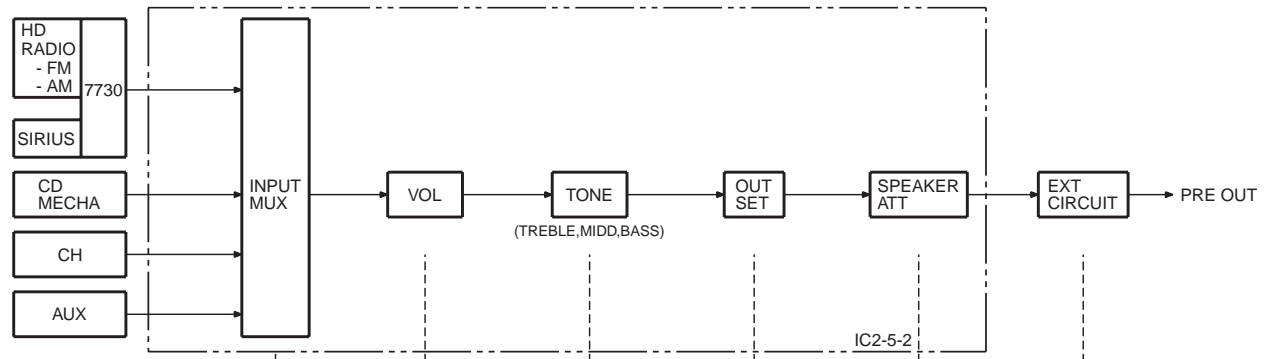 HD
RADIO
- FM
- AM
7730
SIRIUS
CD
MECHA
CH
AUX
INPUT
MUX
VOL
TONE
(TREBLE,MIDD,BASS)
OUT
SET
SPEAKER
ATT
EXT
CIRCUIT
PRE OUT
IC2-5-2